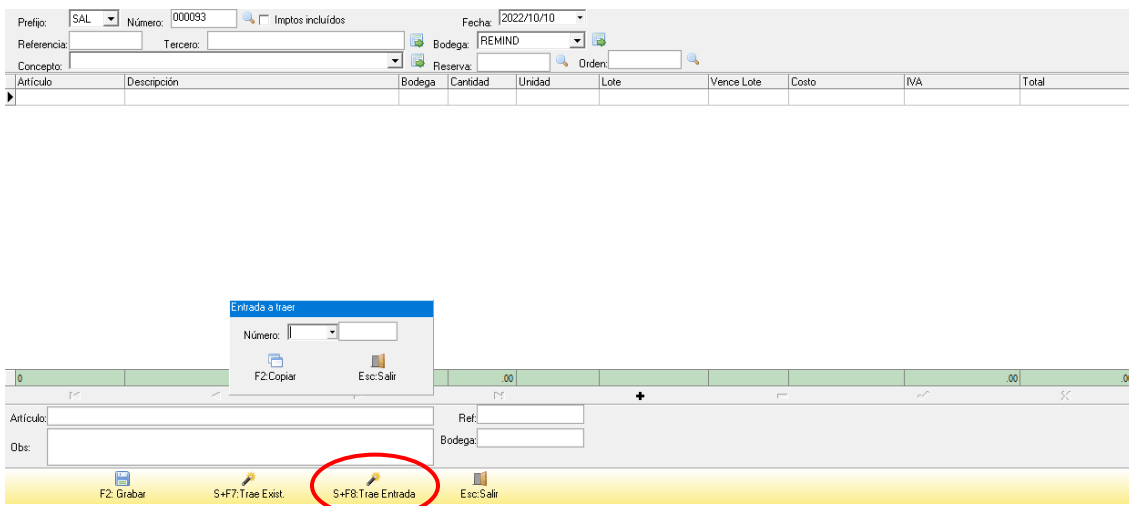 Prefijo: SAL Número: 000093 Imptos incluídos Fecha: 2022/10/10
Referencia: Tercero: Bodega: REMIND
Concepto: Reserva: Orden:
Artículo Descripción Bodega Cantidad Unidad Lote Vence Lote Costo IVA Total
Entrada a traer
Número:
F2:Copiar Esc:Salir
0 .00 .00 .0
Artículo: Ref:
Obs: Bodega:
F2: Grabar S+F7:Trae Exist. S+F8:Trae Entrada Esc:Salir